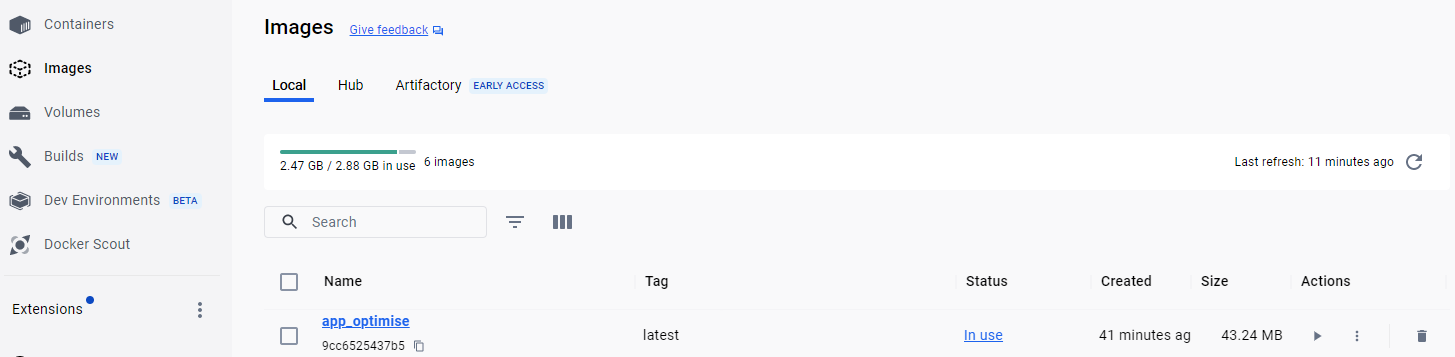 Containers
Images
Volumes
Builds NEW
Dev Environments BETA
Docker Scout
Extensions
Images Give feedback
Local Hub Artifactory EARLY ACCESS
2.47 GB / 2.88 GB in use 6 images Last refresh: 11 minutes ago
Search
Name Tag Status Created Size Actions
app_optimise
9cc6525437b5
latest In use 41 minutes ag 43.24 MB